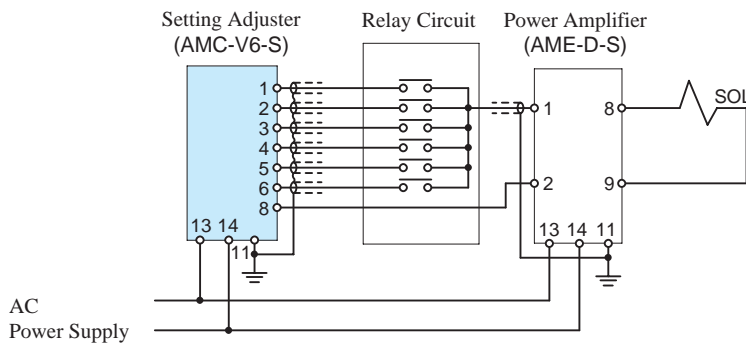 Setting Adjuster
(AMC-V6-S)
Relay Circuit
Power Amplifier
(AME-D-S)
1
2
3
4
5
6
8
13 14
11
1
2
8
9
13 14 11
SOL
AC
Power Supply